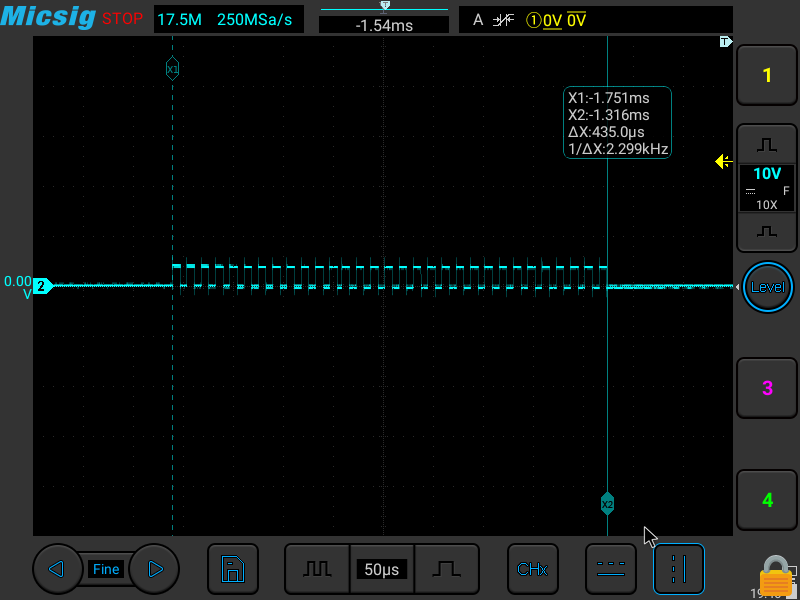 Micsig STOP 17.5M 250MSa/s T -1.54ms A 1 0V 0V
T
X1
X1:-1.751ms
X2:-1.316ms
ΔX:435.0μs
1/ΔX:2.299kHz
1
10V
F
10X
0.00
V
2
Level
3
X2
4
Fine
50μs
CHx